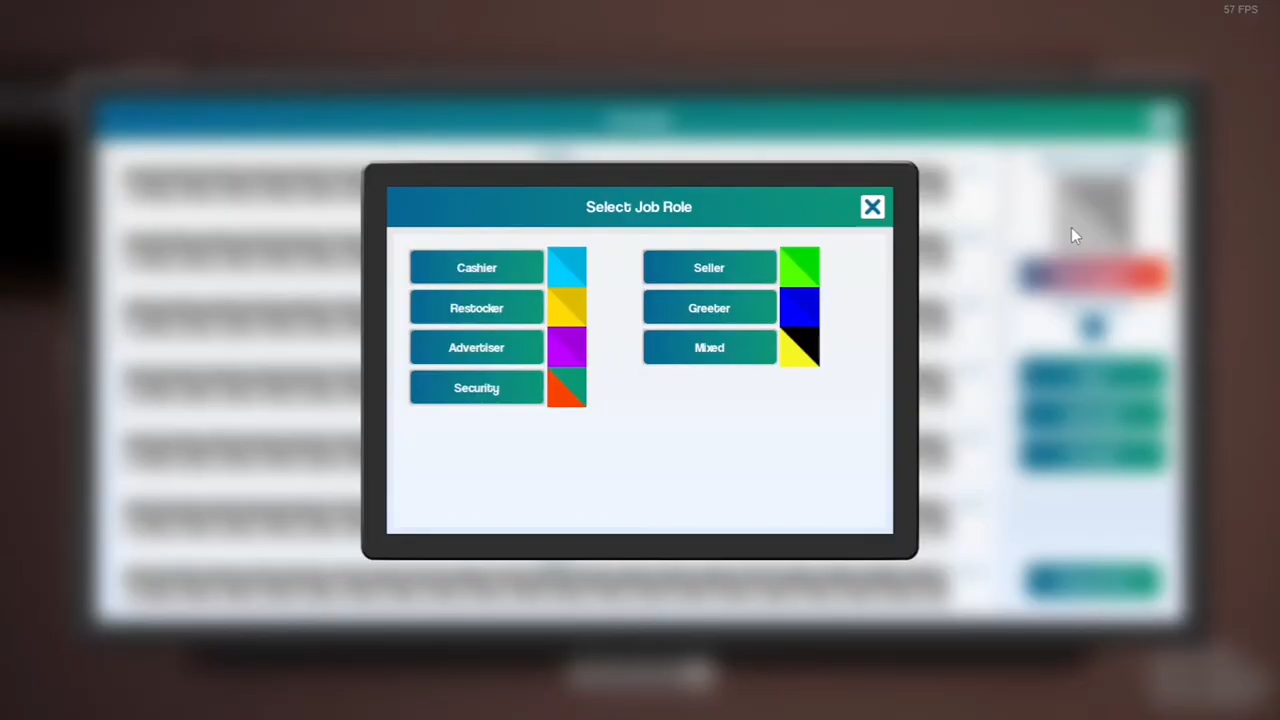 57 FPS
Select Job Role
Cashier
Seller
Restocker
Greeter
Advertiser
Mixed
Security